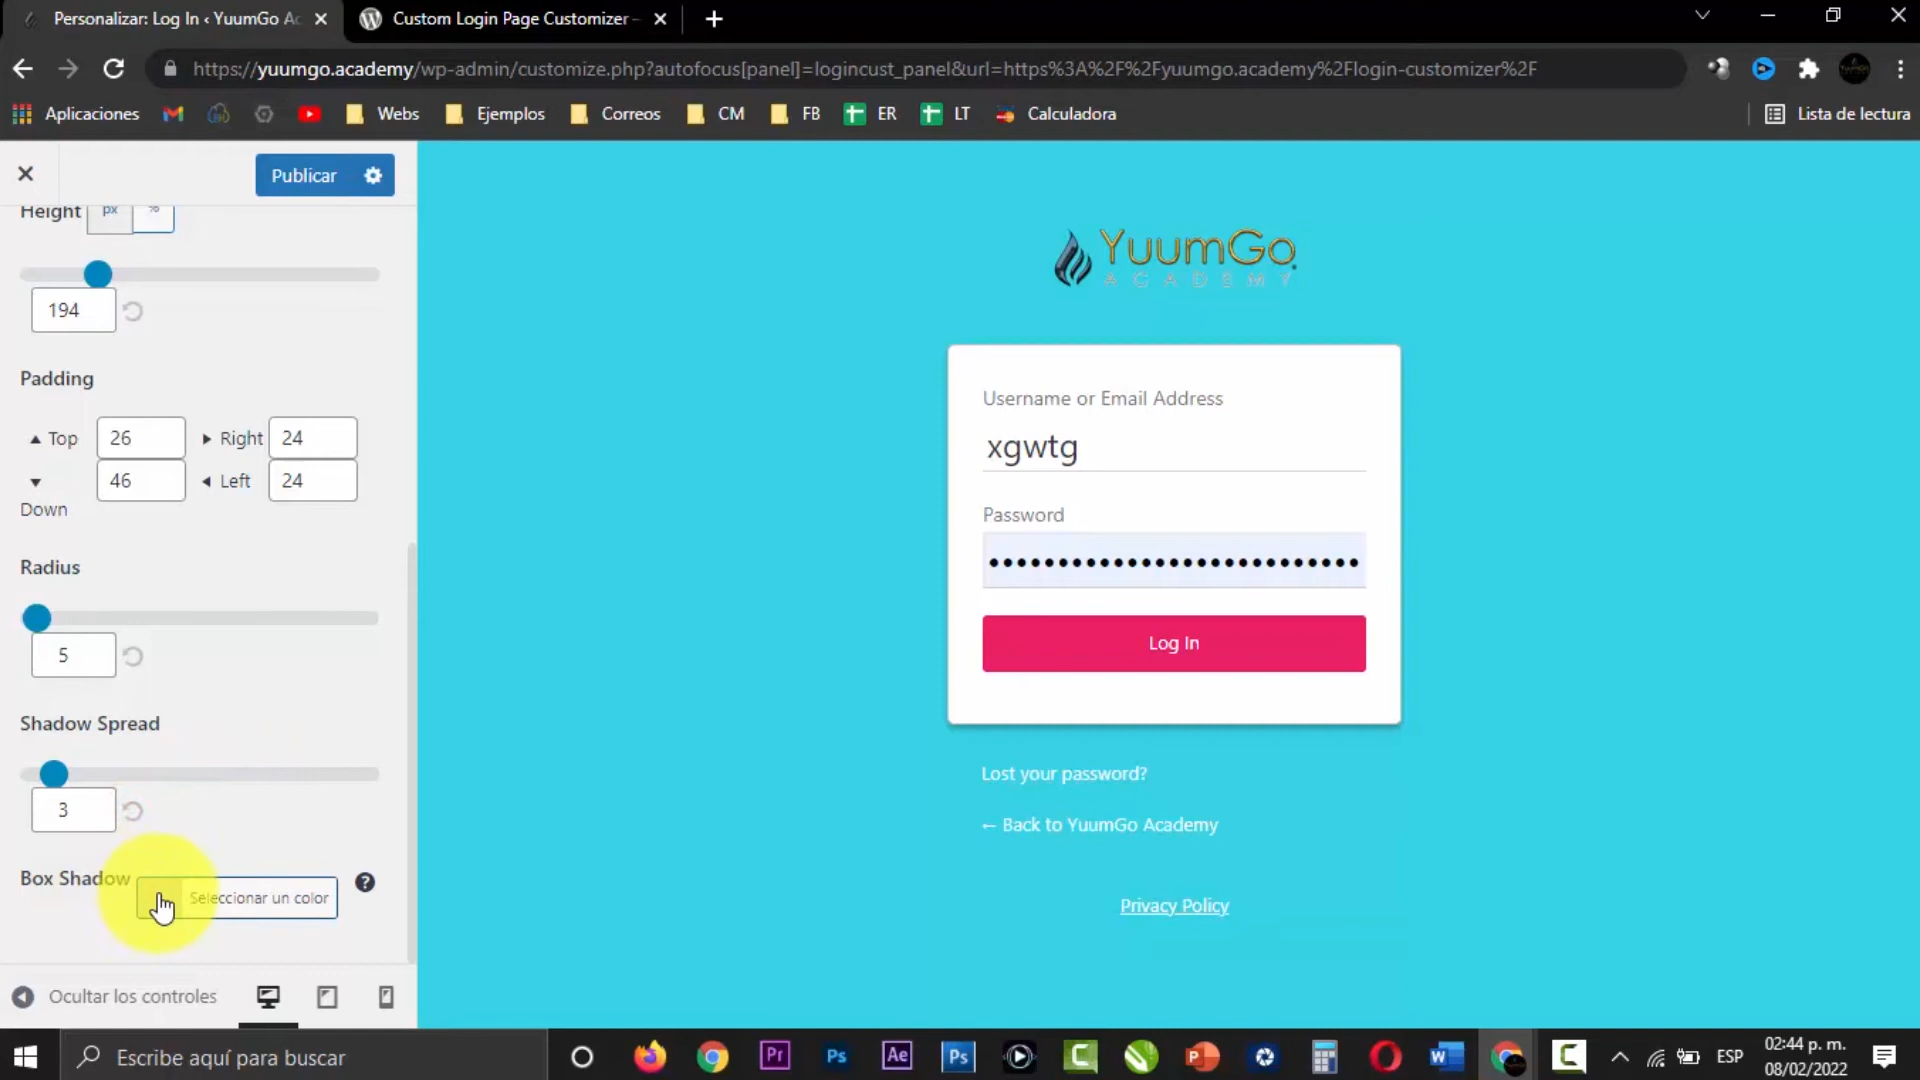 Personalizar: Log In ‹ YuumGo Ac
Custom Login Page Customizer –
https://yuumgo.academy/wp-admin/customize.php?autofocus[panel]=logincust_panel&url=https%3A%2F%2Fyuumgo.academy%2Flogin-customizer%2F
Aplicaciones
Webs
Ejemplos
Correos
CM
FB
ER
LT
Calculadora
Lista de lectura
Publicar
Height px %
194
Padding
Top 26 Right 24
46 Left 24
Down
Radius
5
Shadow Spread
3
Box Shadow Seleccionar un color
Ocultar los controles
YuumGo
ACADEMY
Username or Email Address
xgwtg
Password
Log In
Lost your password?
← Back to YuumGo Academy
Privacy Policy
Escribe aquí para buscar
Pr
Ps
Ae
Ps
ESP
02:44 p. m.
08/02/2022